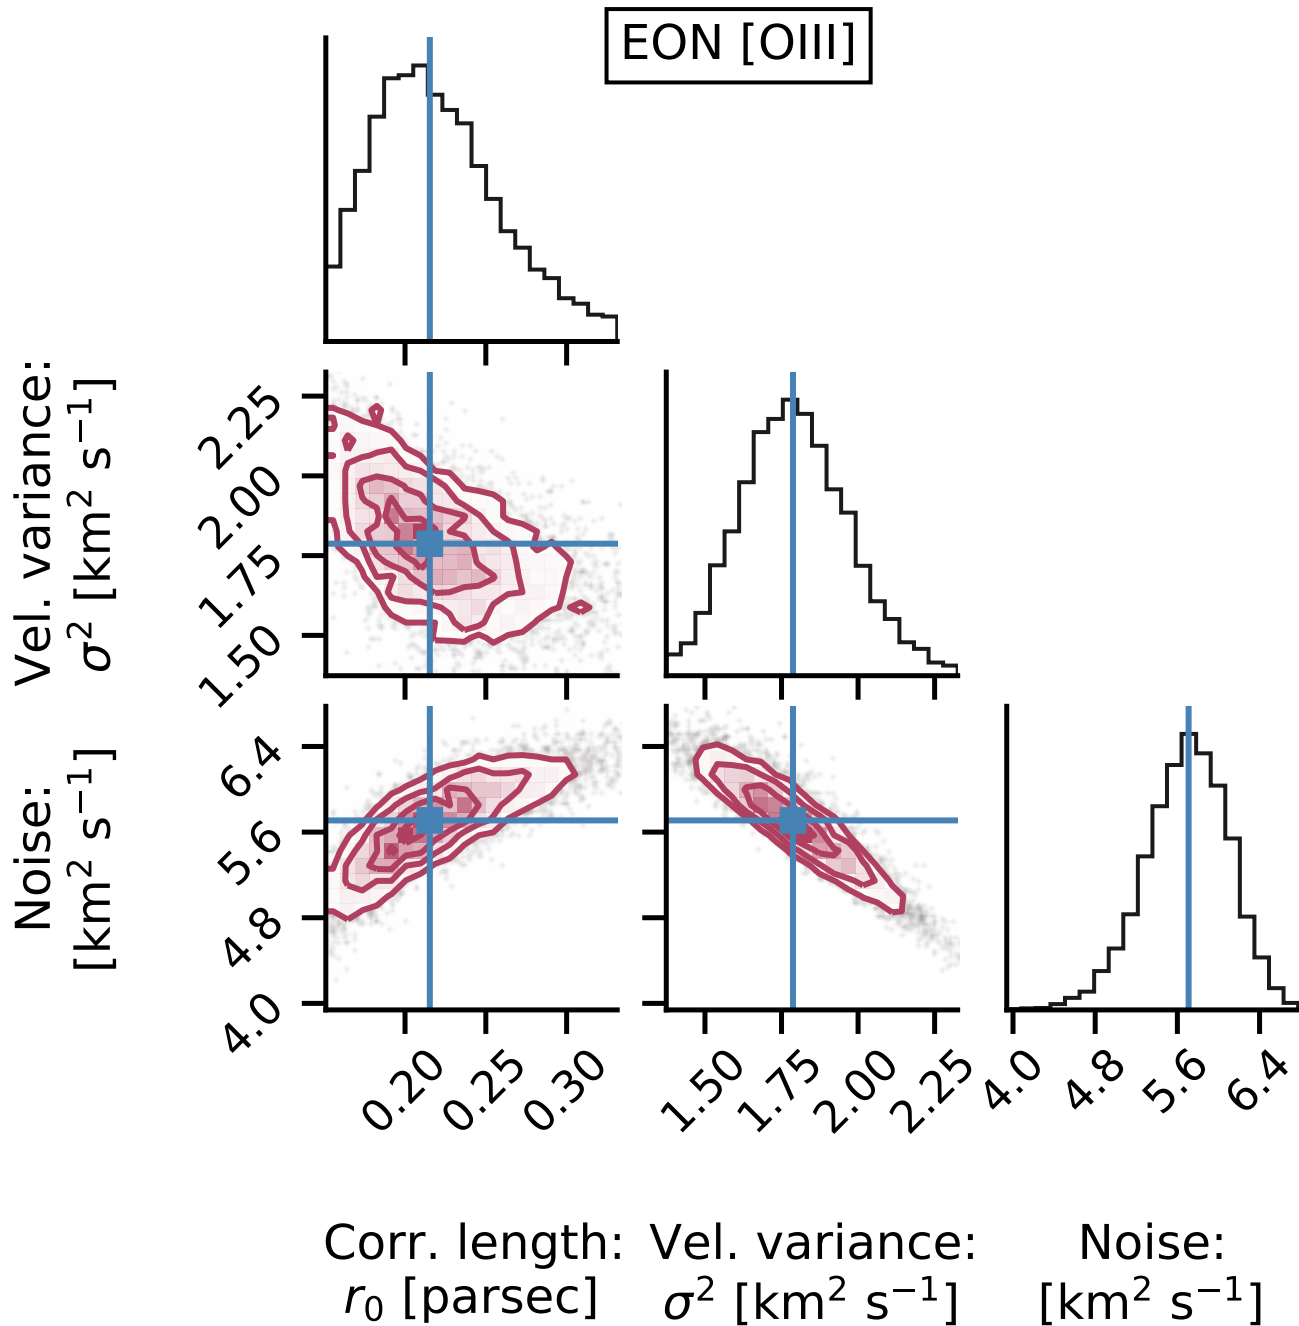 EON [OIII]
Vel. variance:
σ² [km² s⁻¹]
2.25
2.00
1.75
1.50
Noise:
[km² s⁻¹]
6.4
5.6
4.8
4.0
0.20 0.25 0.30 1.50 1.75 2.00 2.25 4.0 4.8 5.6 6.4
Corr. length: Vel. variance: Noise:
r₀ [parsec] σ² [km² s⁻¹] [km² s⁻¹]